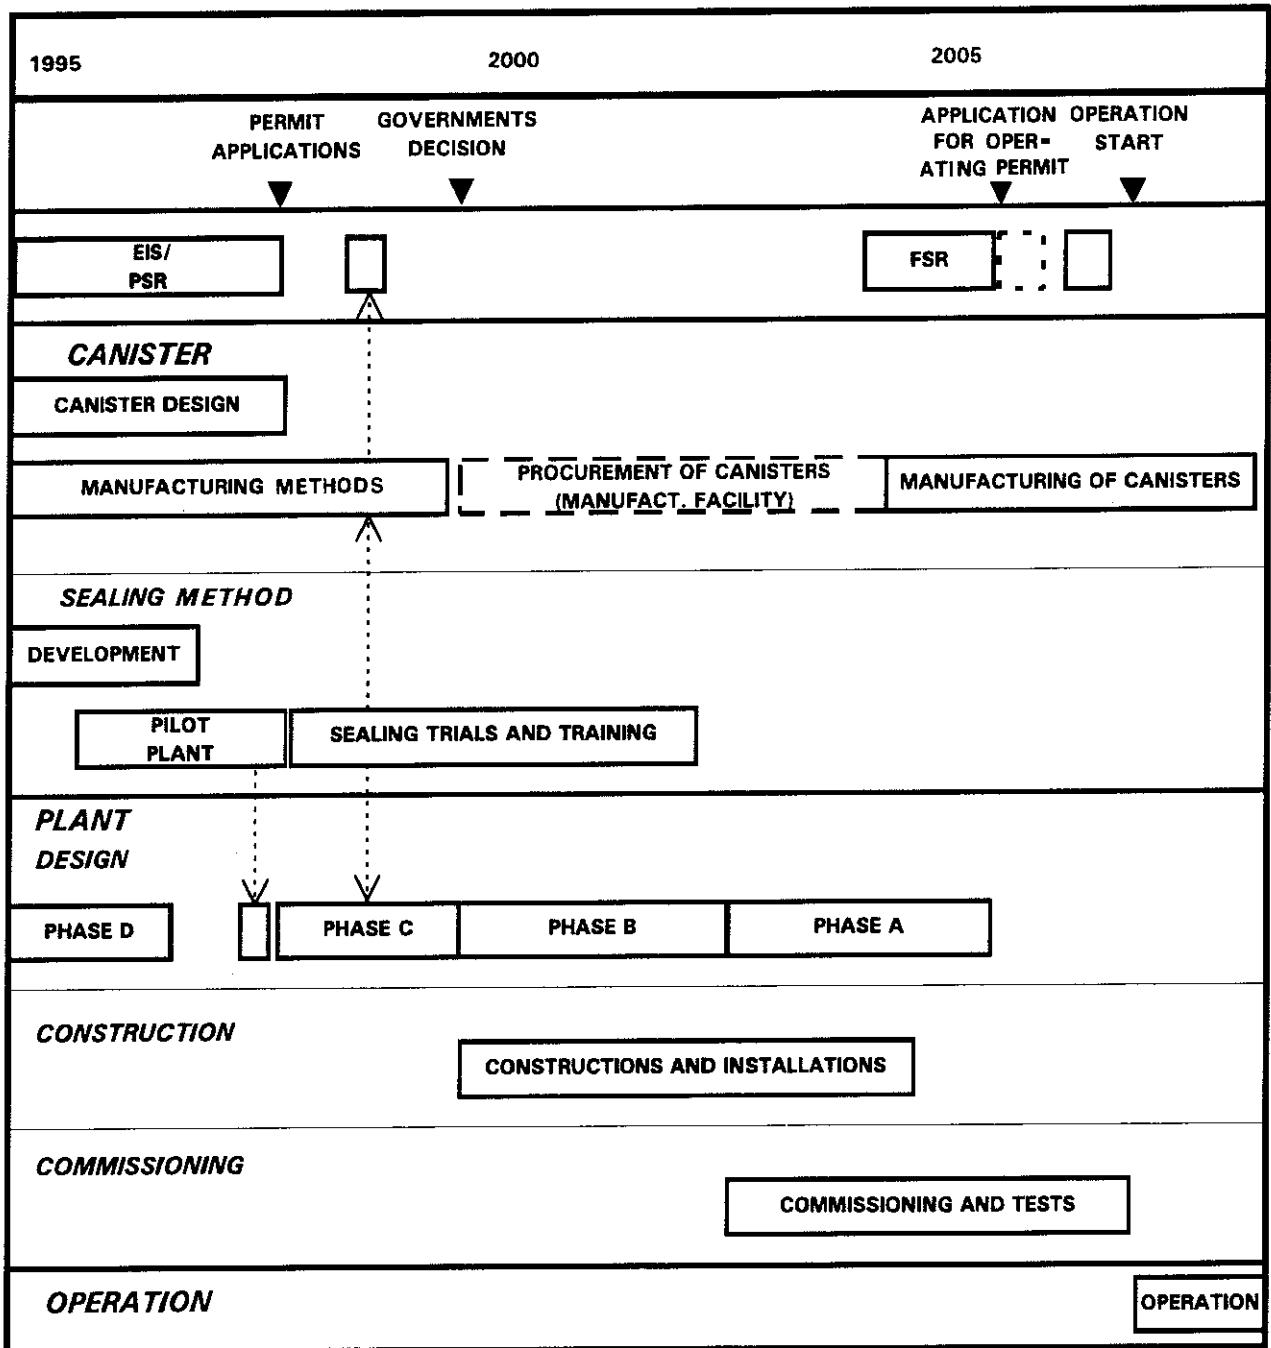 1995
2000
2005
PERMIT
APPLICATIONS
GOVERNMENTS
DECISION
APPLICATION
FOR OPER-
ATING PERMIT
OPERATION
START
EIS/
PSR
FSR
CANISTER
CANISTER DESIGN
MANUFACTURING METHODS
PROCUREMENT OF CANISTERS
(MANUFACT. FACILITY)
MANUFACTURING OF CANISTERS
SEALING METHOD
DEVELOPMENT
PILOT
PLANT
SEALING TRIALS AND TRAINING
PLANT
DESIGN
PHASE D
PHASE C
PHASE B
PHASE A
CONSTRUCTION
CONSTRUCTIONS AND INSTALLATIONS
COMMISSIONING
COMMISSIONING AND TESTS
OPERATION
OPERATION